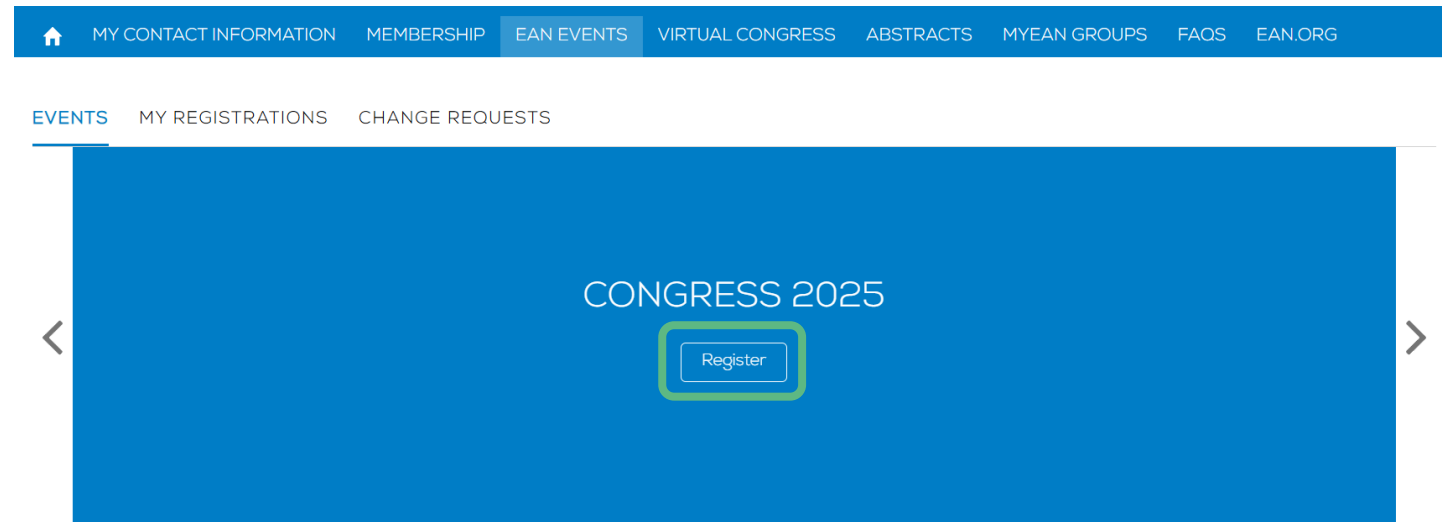 MY CONTACT INFORMATION MEMBERSHIP EAN EVENTS VIRTUAL CONGRESS ABSTRACTS MYEAN GROUPS FAQS EAN.ORG
EVENTS MY REGISTRATIONS CHANGE REQUESTS
CONGRESS 2025
Register